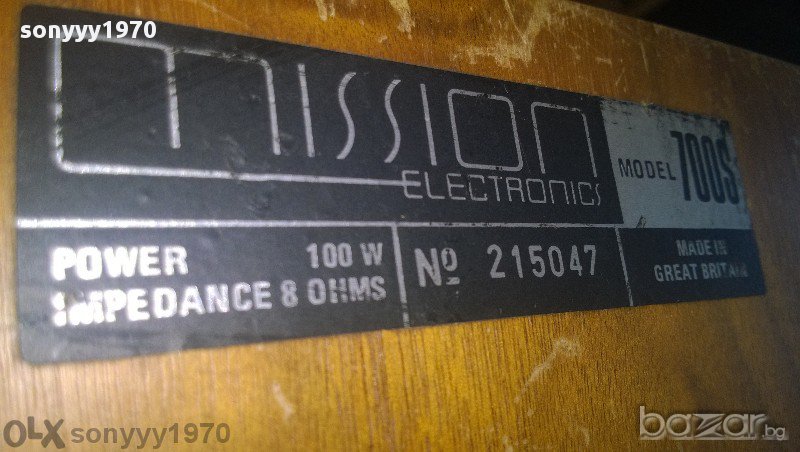 sonyyy1970
sonyyy1970
mission
ELECTRONICS
MODEL 700S
POWER 100 W
IMPEDANCE 8 OHMS
Nº 215047
MADE IN
GREAT BRITAIN
OLX sonyyy1970
bazar.bg